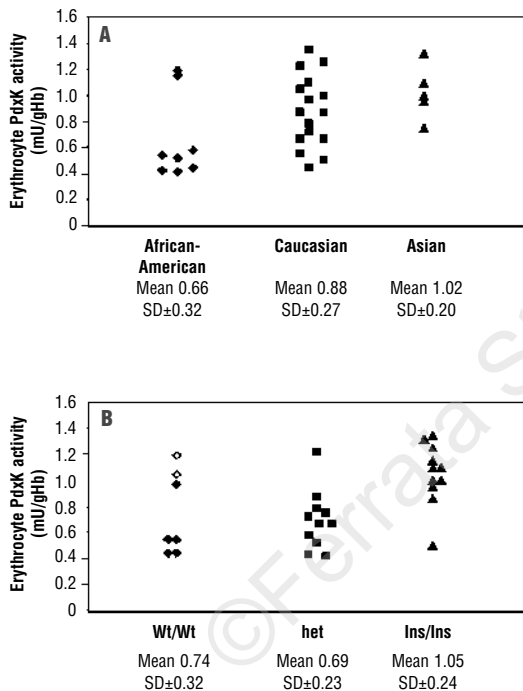 A
Erythrocyte PdxK activity
(mU/gHb)
1.6
1.4
1.2
1.0
0.8
0.6
0.4
0.2
0
African-
American
Mean 0.66
SD±0.32
Caucasian
Mean 0.88
SD±0.27
Asian
Mean 1.02
SD±0.20
B
Erythrocyte PdxK activity
(mU/gHb)
1.6
1.4
1.2
1.0
0.8
0.6
0.4
0.2
0
Wt/Wt
Mean 0.74
SD±0.32
het
Mean 0.69
SD±0.23
Ins/Ins
Mean 1.05
SD±0.24
©Ferrata